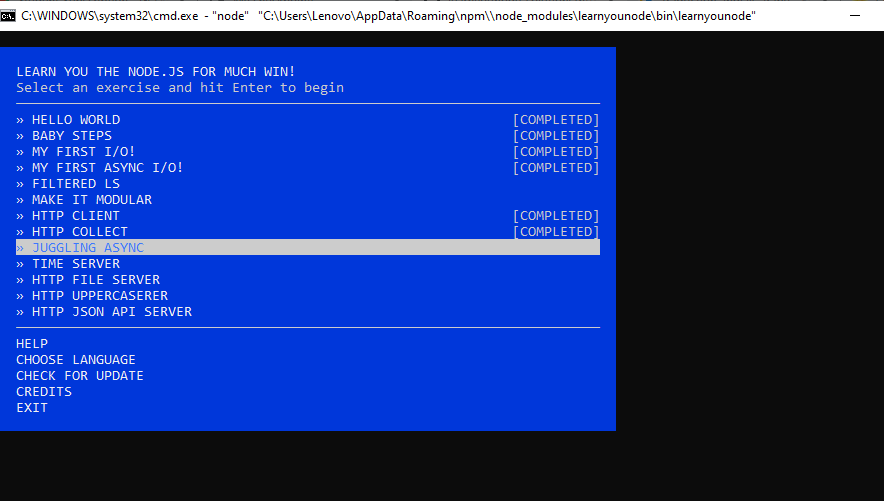 C:\WINDOWS\system32\cmd.exe - "node" "C:\Users\Lenovo\AppData\Roaming\npm\\node_modules\learnyounode\bin\learnyounode"
LEARN YOU THE NODE.JS FOR MUCH WIN!
Select an exercise and hit Enter to begin
» HELLO WORLD [COMPLETED]
» BABY STEPS [COMPLETED]
» MY FIRST I/O! [COMPLETED]
» MY FIRST ASYNC I/O! [COMPLETED]
» FILTERED LS
» MAKE IT MODULAR
» HTTP CLIENT [COMPLETED]
» HTTP COLLECT [COMPLETED]
» JUGGLING ASYNC
» TIME SERVER
» HTTP FILE SERVER
» HTTP UPPERCASERER
» HTTP JSON API SERVER
HELP
CHOOSE LANGUAGE
CHECK FOR UPDATE
CREDITS
EXIT